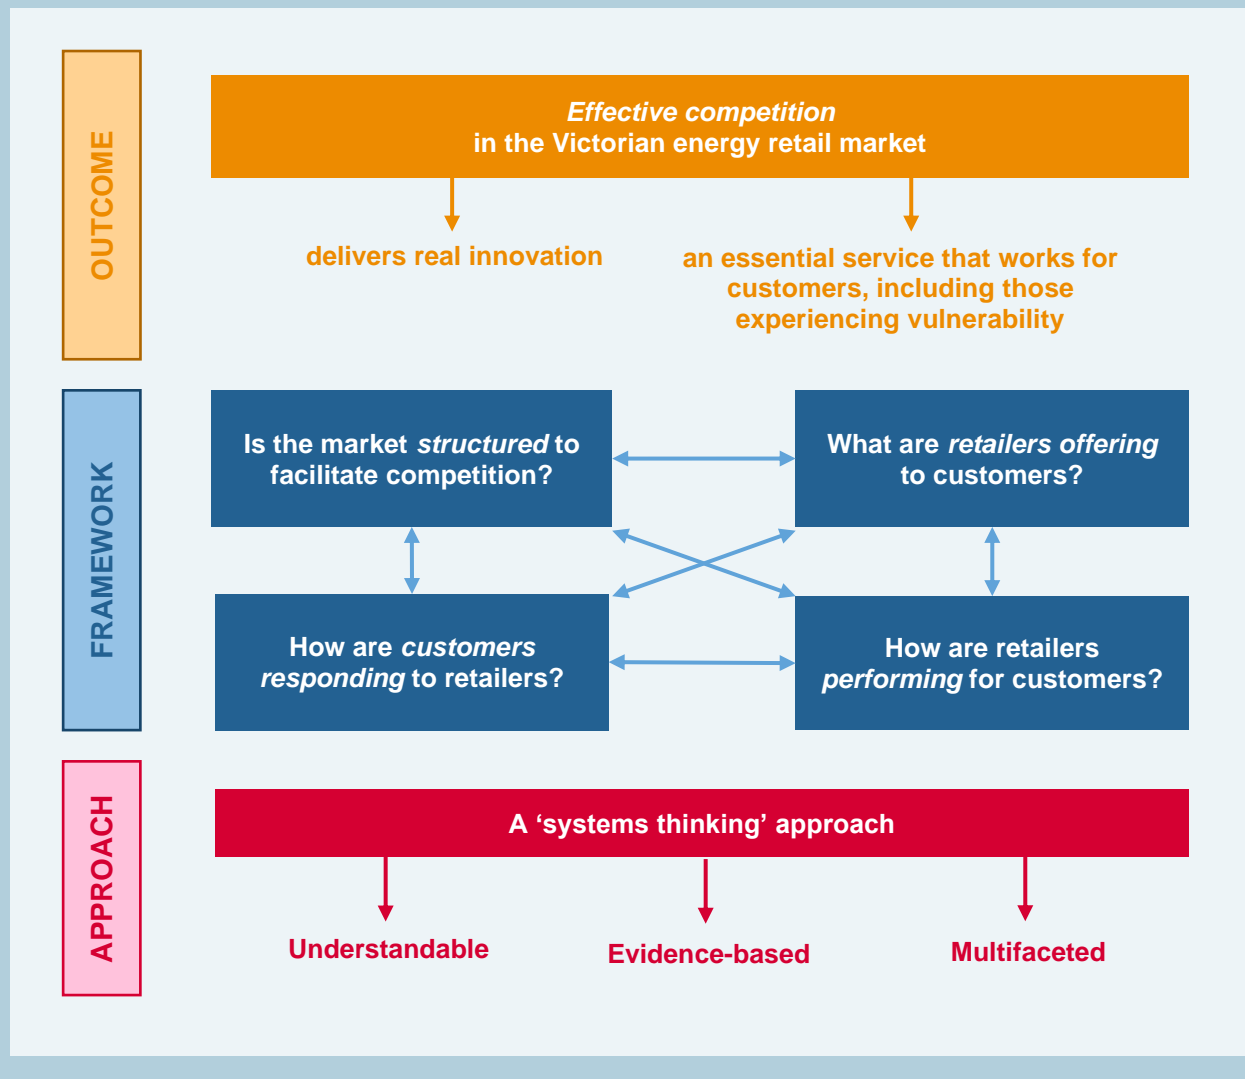 OUTCOME
Effective competition
in the Victorian energy retail market
delivers real innovation
an essential service that works for
customers, including those
experiencing vulnerability
FRAMEWORK
Is the market structured to
facilitate competition?
What are retailers offering
to customers?
How are customers
responding to retailers?
How are retailers
performing for customers?
APPROACH
A ‘systems thinking’ approach
Understandable
Evidence-based
Multifaceted